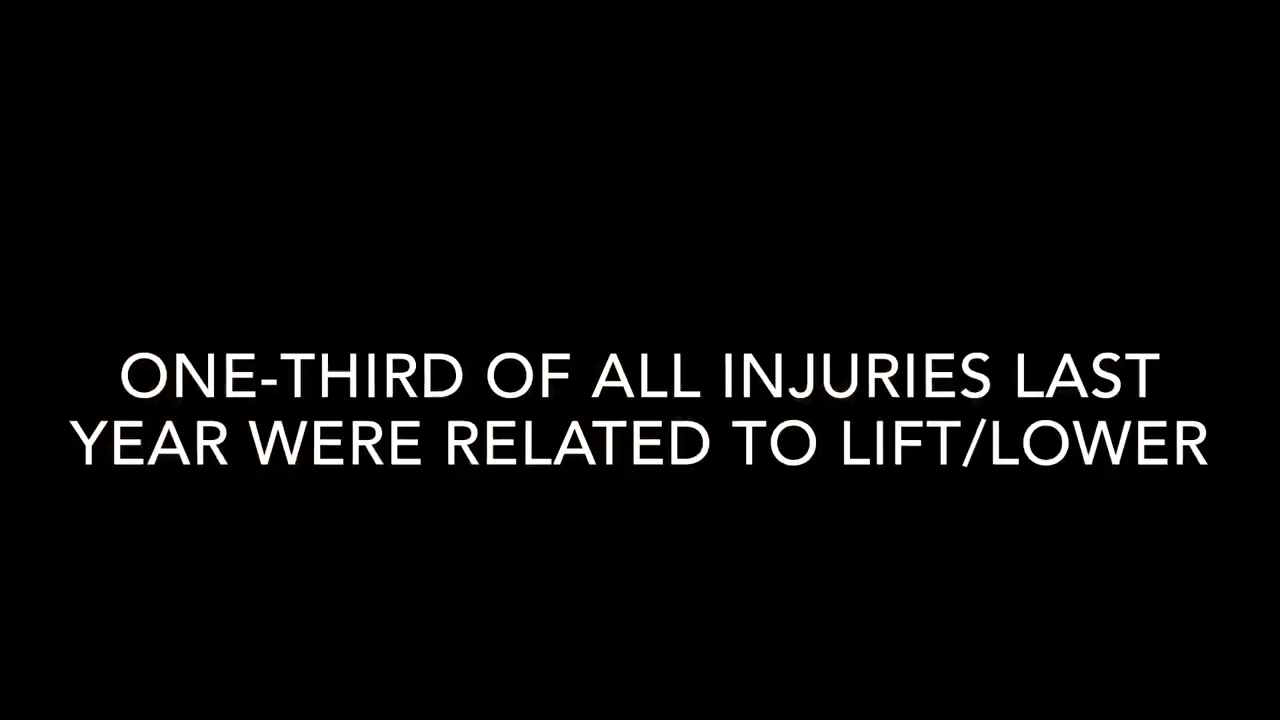 ONE-THIRD OF ALL INJURIES LAST
YEAR WERE RELATED TO LIFT/LOWER